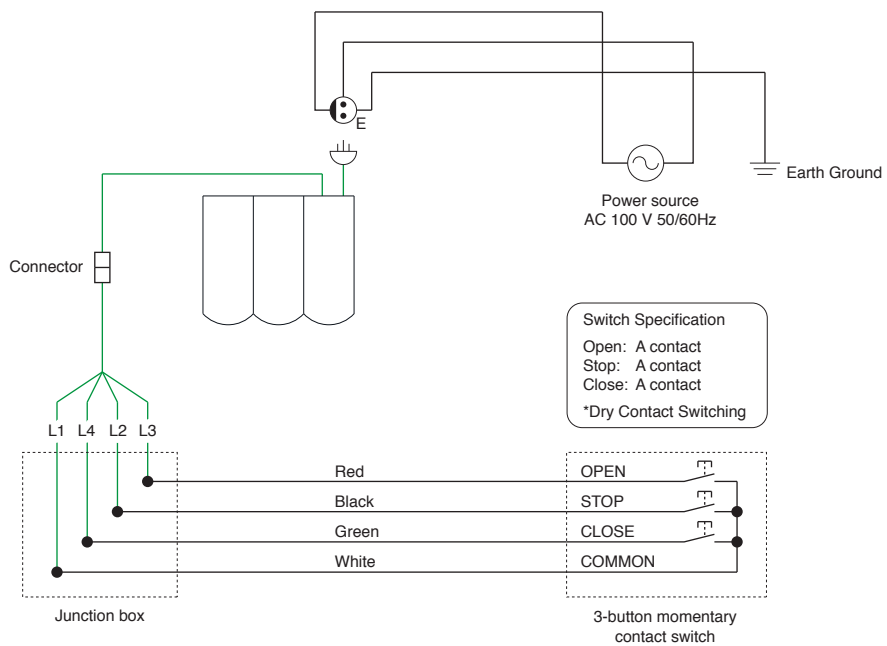 E
Earth Ground
Power source
AC 100 V 50/60Hz
Connector
Switch Specification
Open: A contact
Stop: A contact
Close: A contact
*Dry Contact Switching
L1 L4 L2 L3
Red
OPEN
Black
STOP
Green
CLOSE
White
COMMON
Junction box
3-button momentary
contact switch